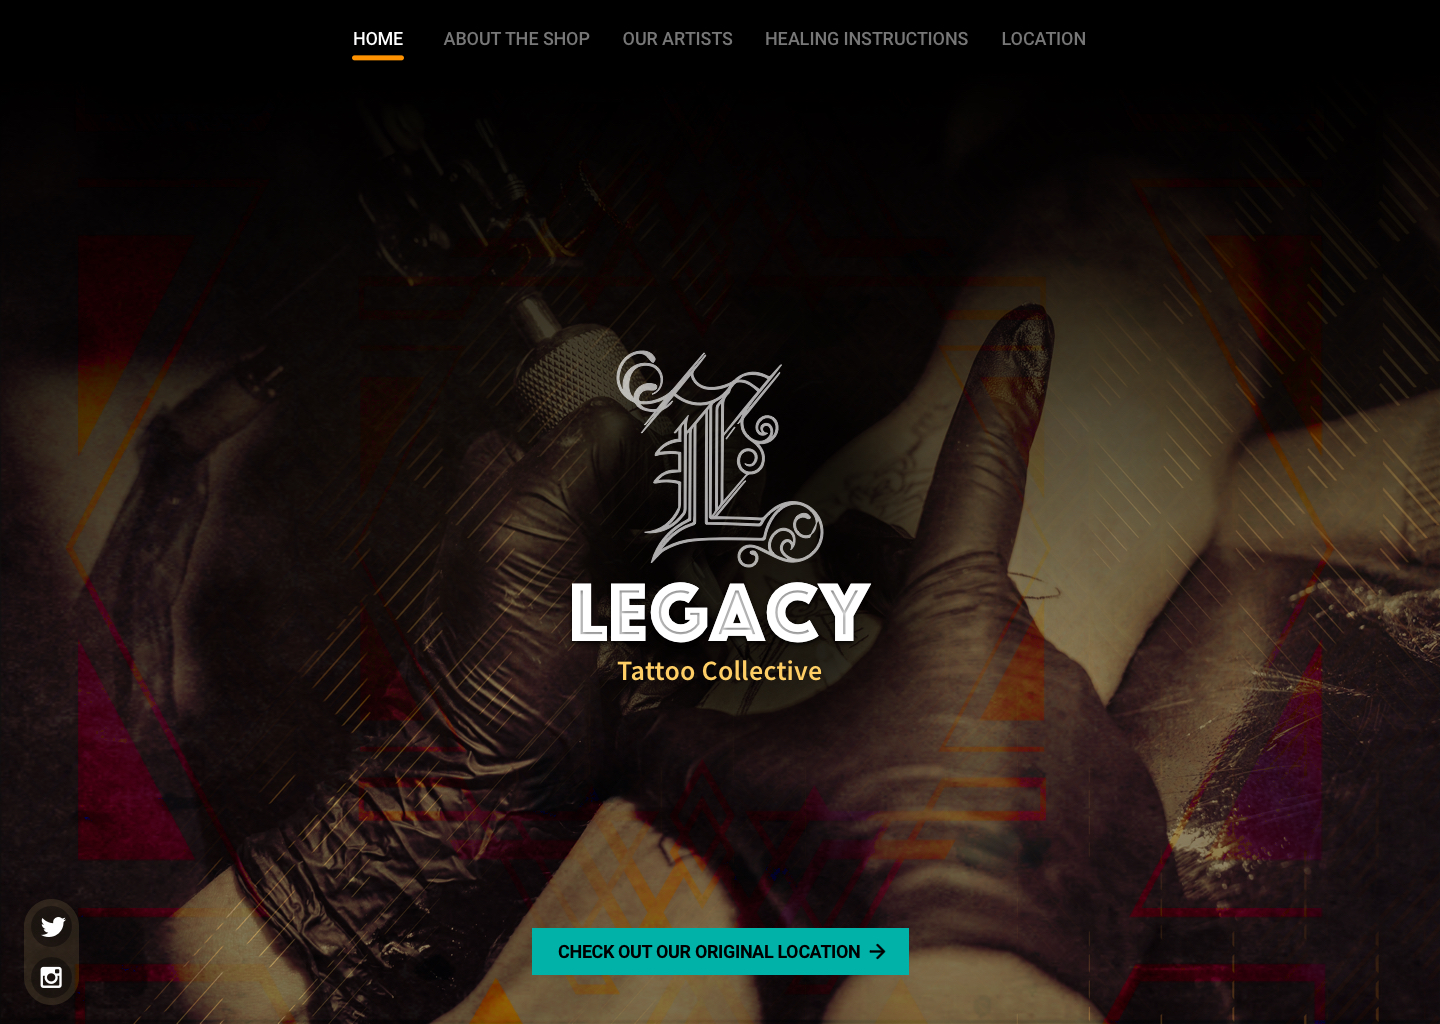 HOME
ABOUT THE SHOP
OUR ARTISTS
HEALING INSTRUCTIONS
LOCATION
L
LEGACY
Tattoo Collective
CHECK OUT OUR ORIGINAL LOCATION →